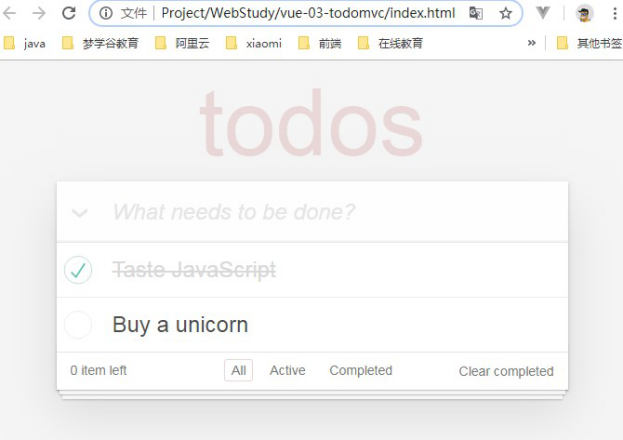 文件 | Project/WebStudy/vue-03-todomvc/index.html
java 梦学谷教育 阿里云 xiaomi 前端 在线教育 » 其他书签
todos
What needs to be done?
Taste JavaScript
Buy a unicorn
0 item left All Active Completed Clear completed